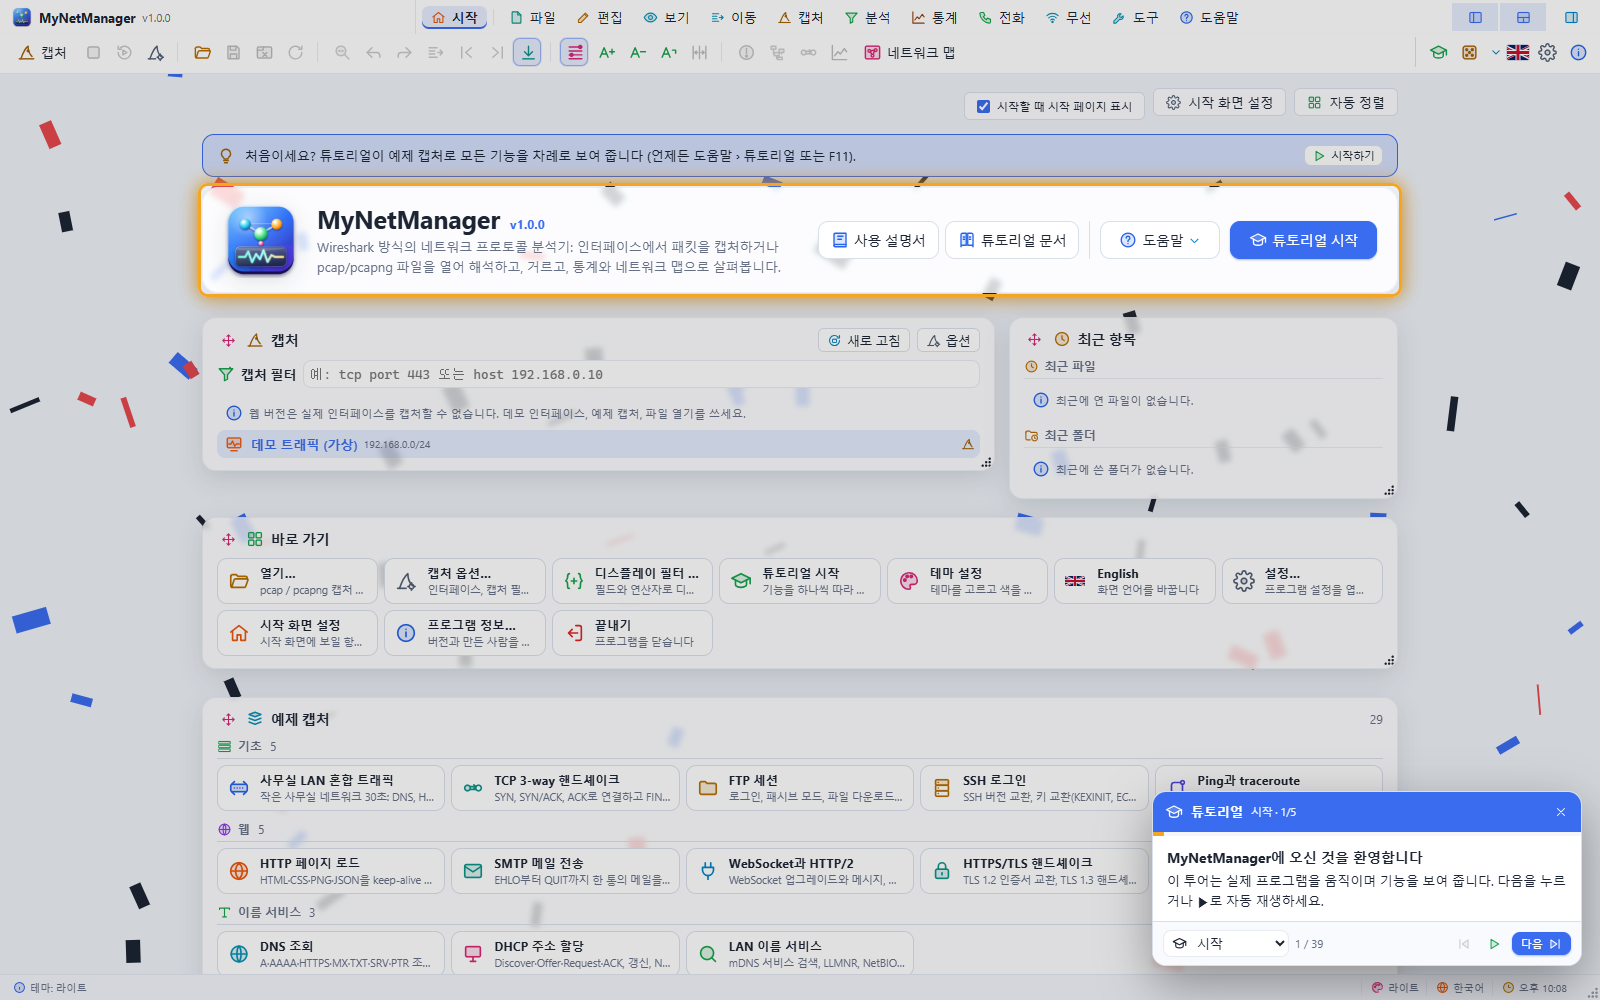 MyNetManager v1.0.0
시작 파일 편집 보기 이동 캡처 분석 통계 전화 무선 도구 도움말
캡처 A+ A- 네트워크 맵
시작할 때 시작 페이지 표시 시작 화면 설정 자동 정렬
처음이세요? 튜토리얼이 예제 캡처로 모든 기능을 차례로 보여 줍니다 (언제든 도움말 › 튜토리얼 또는 F11). 시작하기
MyNetManager v1.0.0
Wireshark 방식의 네트워크 프로토콜 분석기: 인터페이스에서 패킷을 캡처하거나
pcap/pcapng 파일을 열어 해석하고, 거르고, 통계와 네트워크 맵으로 살펴봅니다.
사용 설명서 튜토리얼 문서 도움말 튜토리얼 시작
캡처 새로 고침 옵션
캡처 필터 예: tcp port 443 또는 host 192.168.0.10
웹 버전은 실제 인터페이스를 캡처할 수 없습니다. 데모 인터페이스, 예제 캡처, 파일 열기를 쓰세요.
데모 트래픽 (가상) 192.168.0.0/24
최근 항목
최근 파일
최근에 연 파일이 없습니다.
최근 폴더
최근에 쓴 폴더가 없습니다.
바로 가기
열기...
pcap / pcapng 캡처 ...
캡처 옵션...
인터페이스, 캡처 필...
디스플레이 필터 ...
필드와 연산자로 디...
튜토리얼 시작
기능을 하나씩 따라 ...
테마 설정
테마를 고르고 색을 ...
English
화면 언어를 바꿉니다
설정...
프로그램 설정을 엽...
시작 화면 설정
시작 화면에 보일 항...
프로그램 정보...
버전과 만든 사람을 ...
끝내기
프로그램을 닫습니다
예제 캡처 29
기초 5
사무실 LAN 혼합 트래픽
작은 사무실 네트워크 30초: DNS, H...
TCP 3-way 핸드셰이크
SYN, SYN/ACK, ACK로 연결하고 FIN...
FTP 세션
로그인, 패시브 모드, 파일 다운로드...
SSH 로그인
SSH 버전 교환, 키 교환(KEXINIT, EC...
Ping과 traceroute
웹 5
HTTP 페이지 로드
HTML·CSS·PNG·JSON을 keep-alive ...
SMTP 메일 전송
EHLO부터 QUIT까지 한 통의 메일을...
WebSocket과 HTTP/2
WebSocket 업그레이드와 메시지, ...
HTTPS/TLS 핸드셰이크
TLS 1.2 인증서 교환, TLS 1.3 핸드셰...
이름 서비스 3
DNS 조회
A·AAAA·HTTPS·MX·TXT·SRV·PTR 조...
DHCP 주소 할당
Discover·Offer·Request·ACK, 갱신, N...
LAN 이름 서비스
mDNS 서비스 검색, LLMNR, NetBIO...
튜토리얼 시작 · 1/5
MyNetManager에 오신 것을 환영합니다
이 투어는 실제 프로그램을 움직이며 기능을 보여 줍니다. 다음을 누르
거나 ▶로 자동 재생하세요.
시작 1 / 39 다음
테마: 라이트 라이트 한국어 오후 10:08